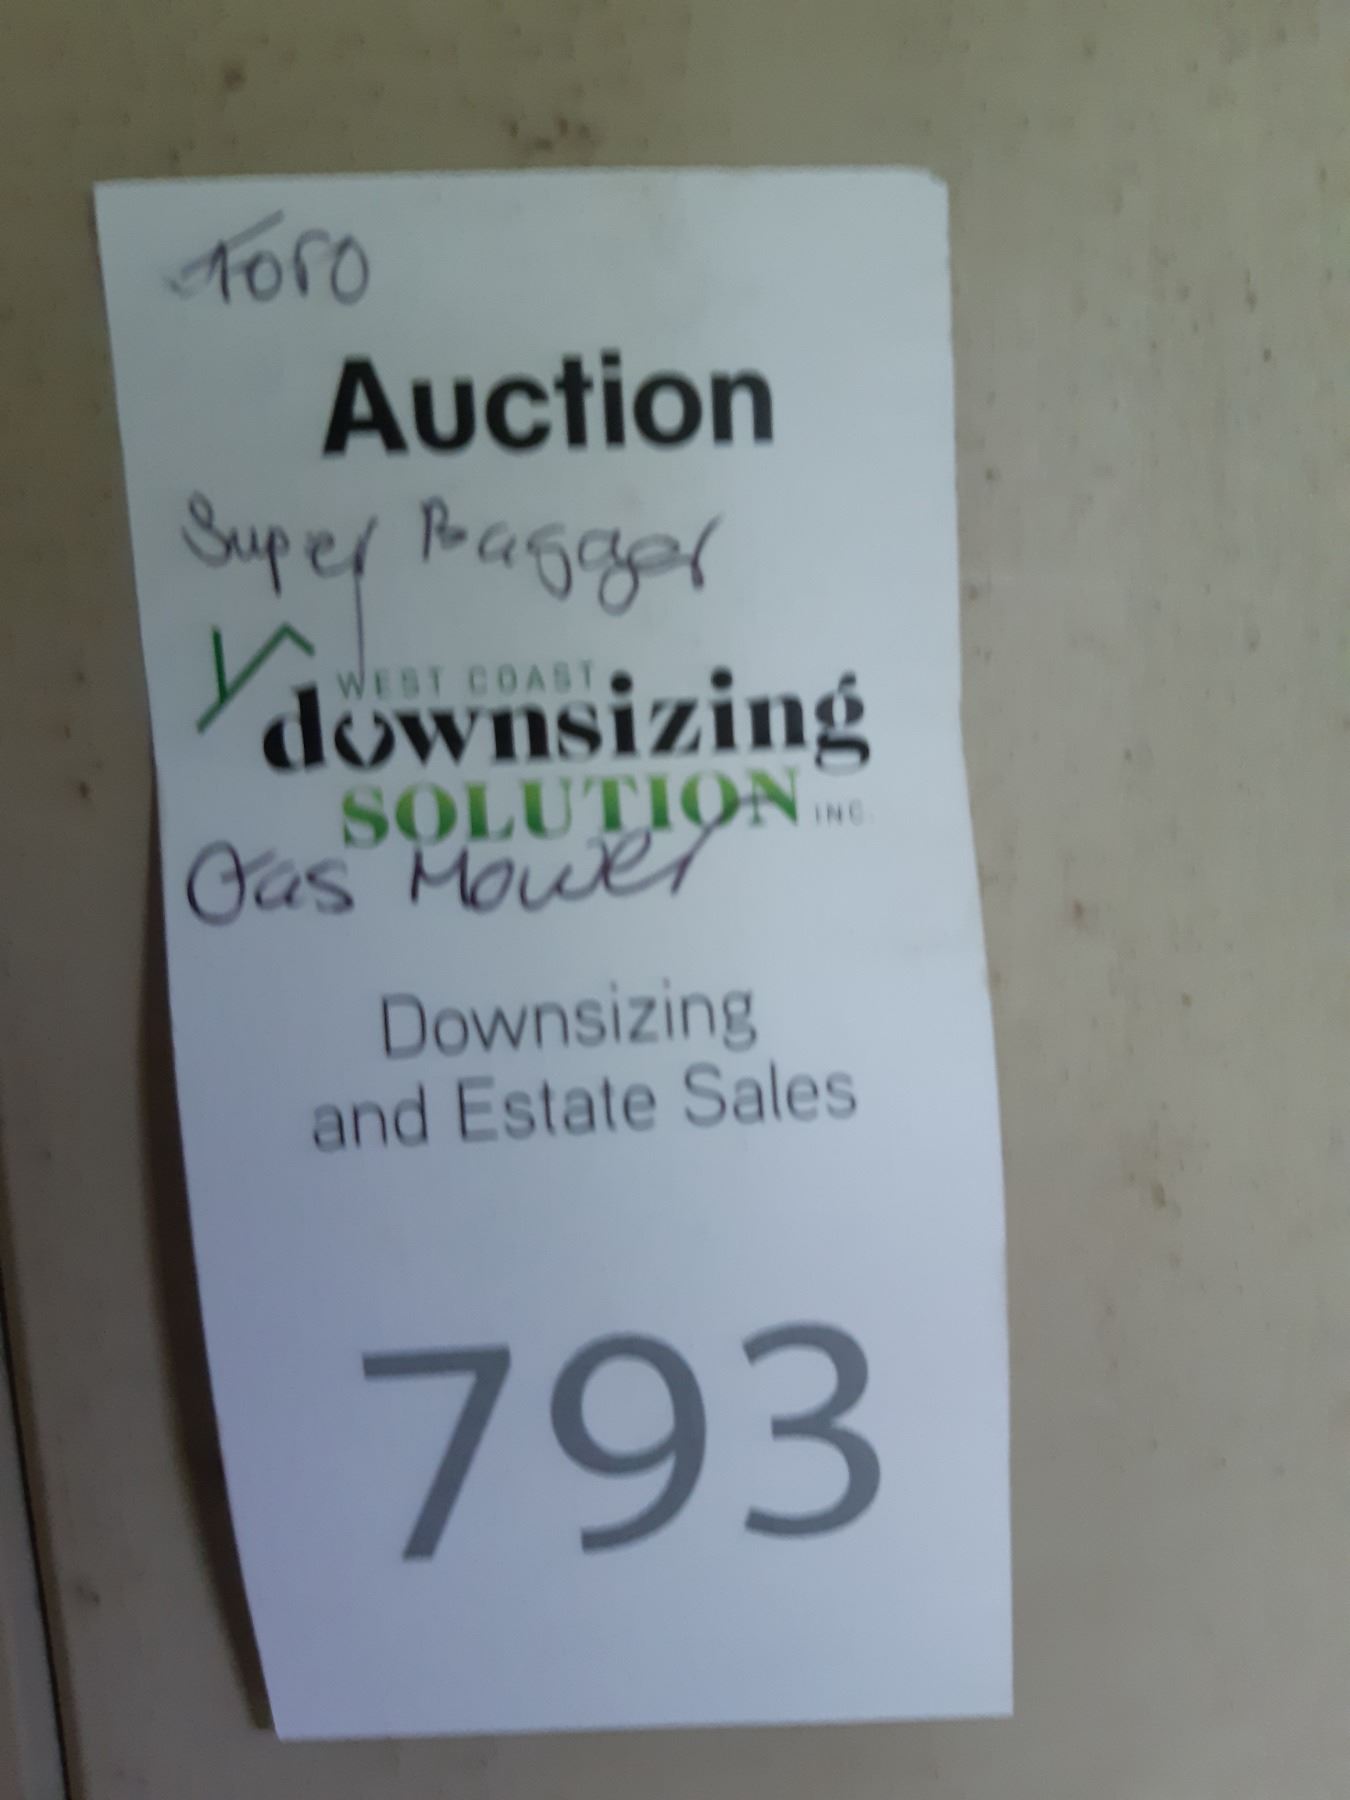 Toro
Auction
Super Bagger
WEST COAST
downsizing
SOLUTION INC.
Gas Mower
Downsizing
and Estate Sales
793